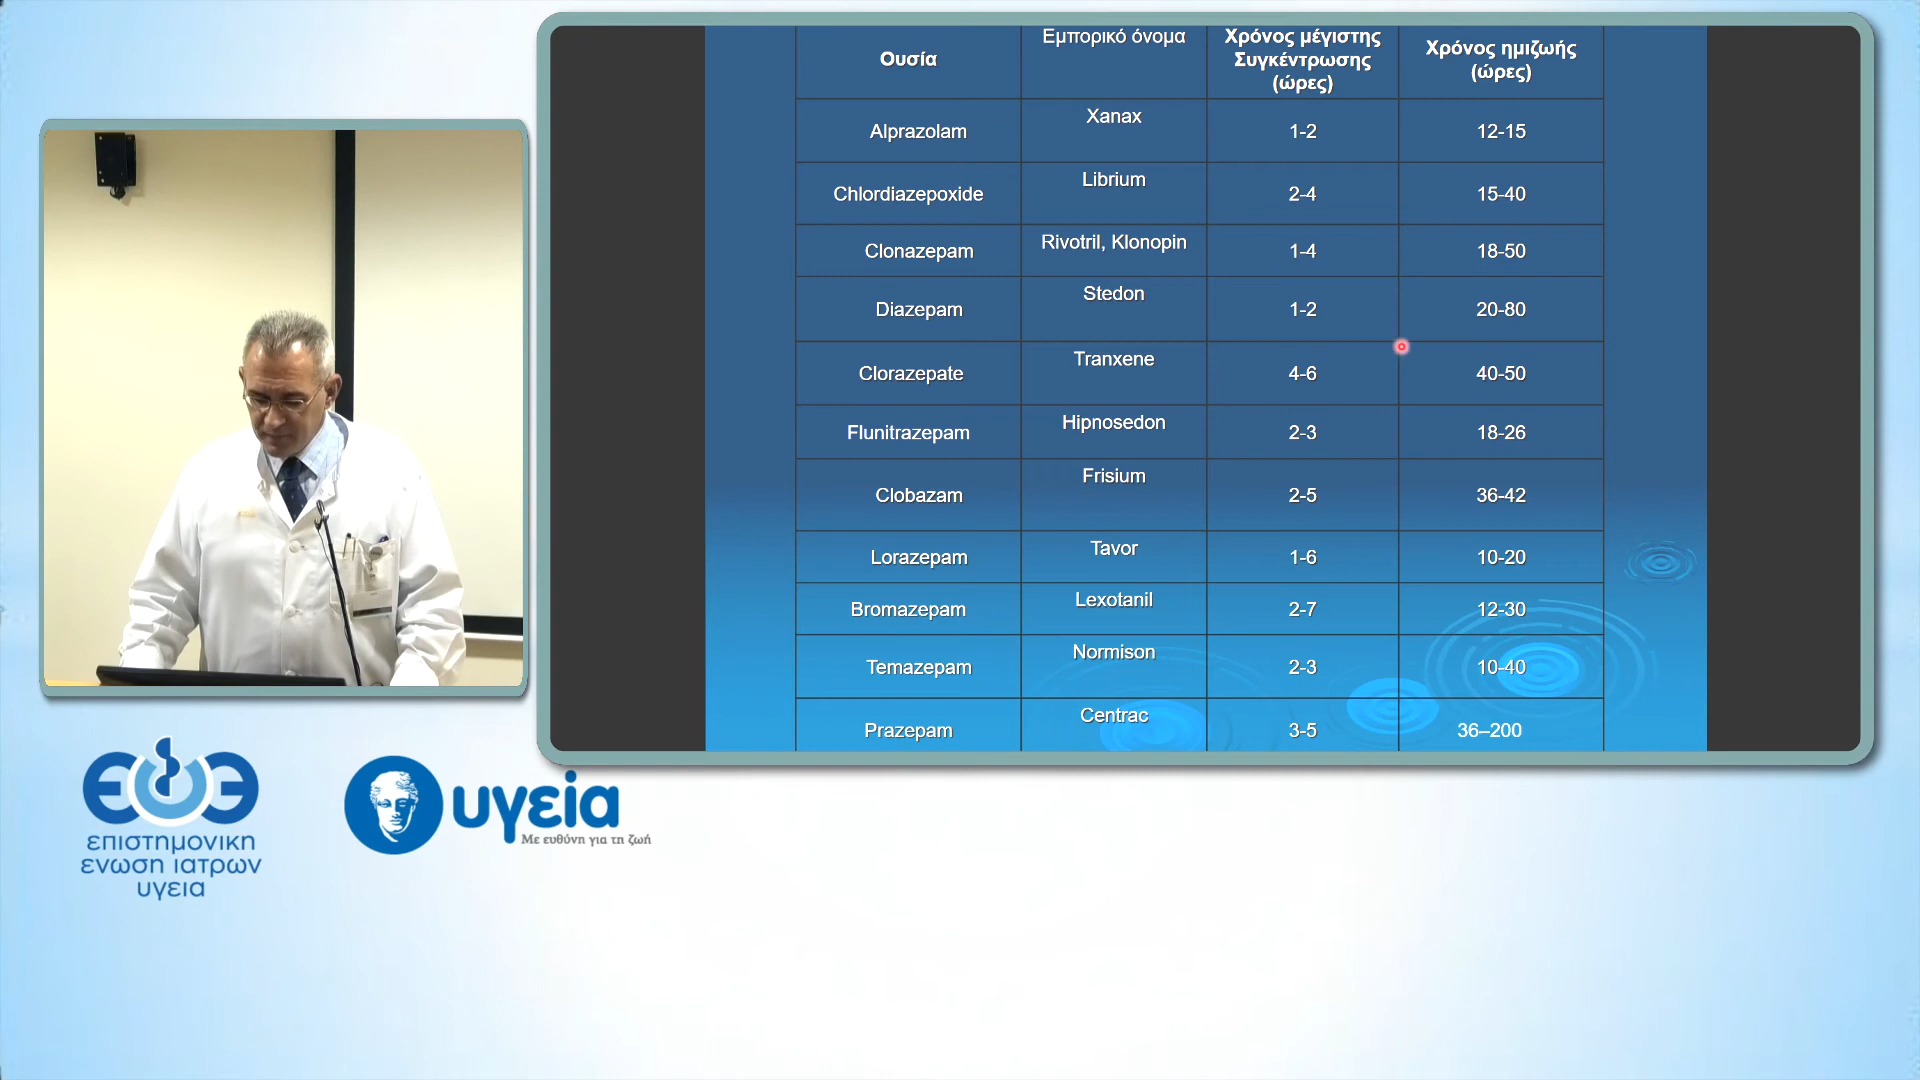 Ουσία
Εμπορικό όνομα
Χρόνος μέγιστης
Συγκέντρωσης
(ώρες)
Χρόνος ημιζωής
(ώρες)
Alprazolam
Xanax
1-2
12-15
Chlordiazepoxide
Librium
2-4
15-40
Clonazepam
Rivotril, Klonopin
1-4
18-50
Diazepam
Stedon
1-2
20-80
Clorazepate
Tranxene
4-6
40-50
Flunitrazepam
Hipnosedon
2-3
18-26
Clobazam
Frisium
2-5
36-42
Lorazepam
Tavor
1-6
10-20
Bromazepam
Lexotanil
2-7
12-30
Temazepam
Normison
2-3
10-40
Prazepam
Centrac
3-5
36–200
επιστημονικη
ενωση ιατρων
υγεια
υγεία
Με ευθύνη για τη ζωή